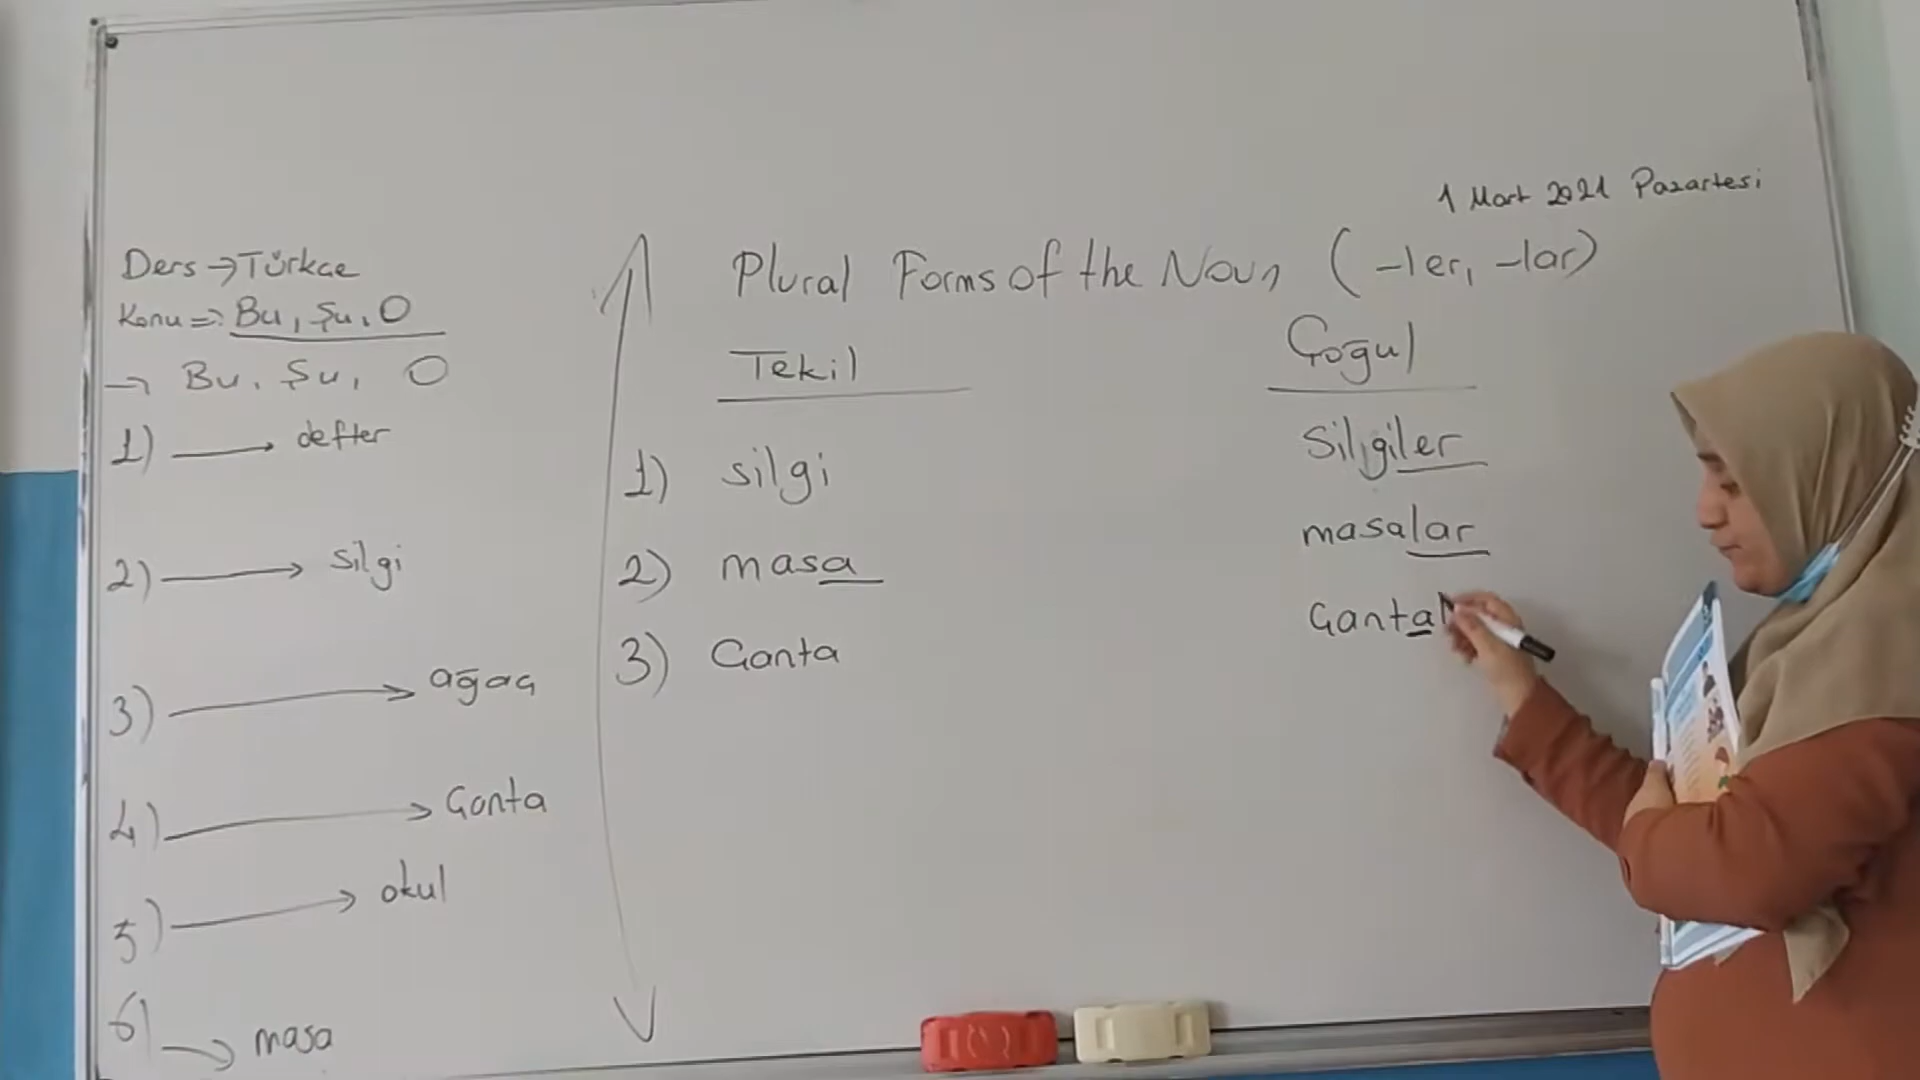 1 Mart 2021 Pazartesi
Ders → Türkçe
Konu ⇒ Bu, Şu, O
→ Bu, Şu, O
1) → defter
2) → silgi
3) → ağaç
4) → Çanta
5) → okul
6) → masa
Plural Forms of the Noun (-ler, -lar)
Tekil Çoğul
1) silgi Silgiler
2) masa masalar
3) Çanta Çantal